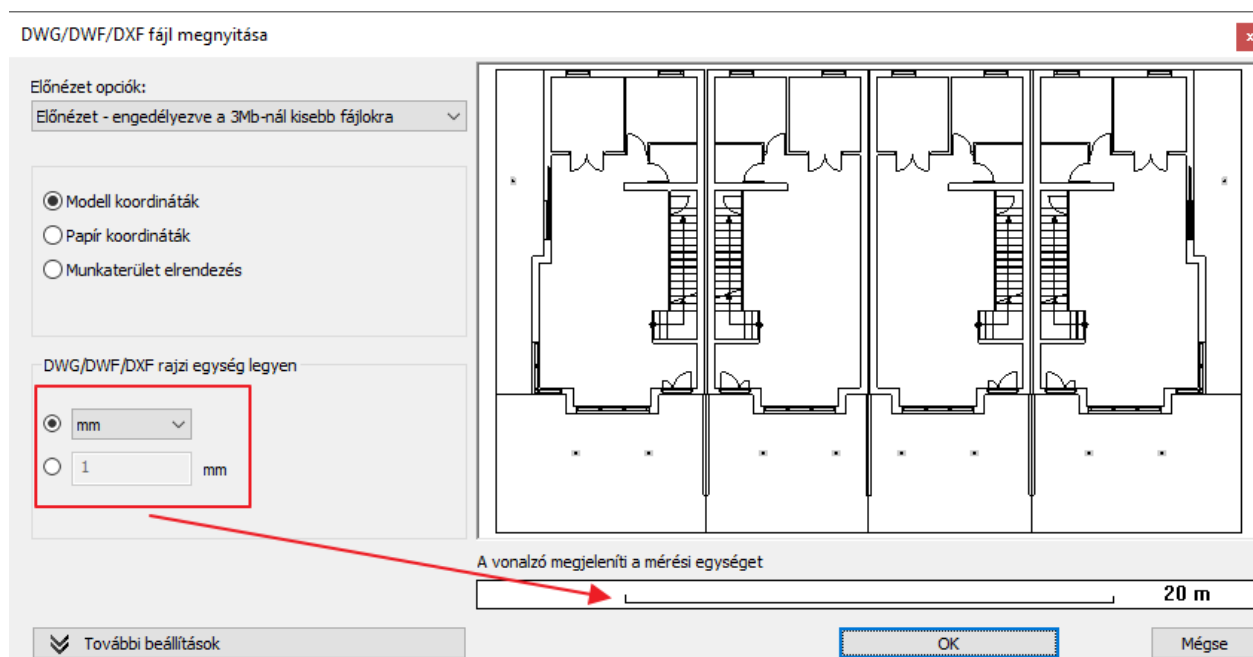 DWG/DWF/DXF fájl megnyitása
x
Előnézet opciók:
Előnézet - engedélyezve a 3Mb-nál kisebb fájlokra
Modell koordináták
Papír koordináták
Munkaterület elrendezés
DWG/DWF/DXF rajzi egység legyen
mm
1 mm
A vonalzó megjeleníti a mérési egységet
20 m
További beállítások
OK
Mégse